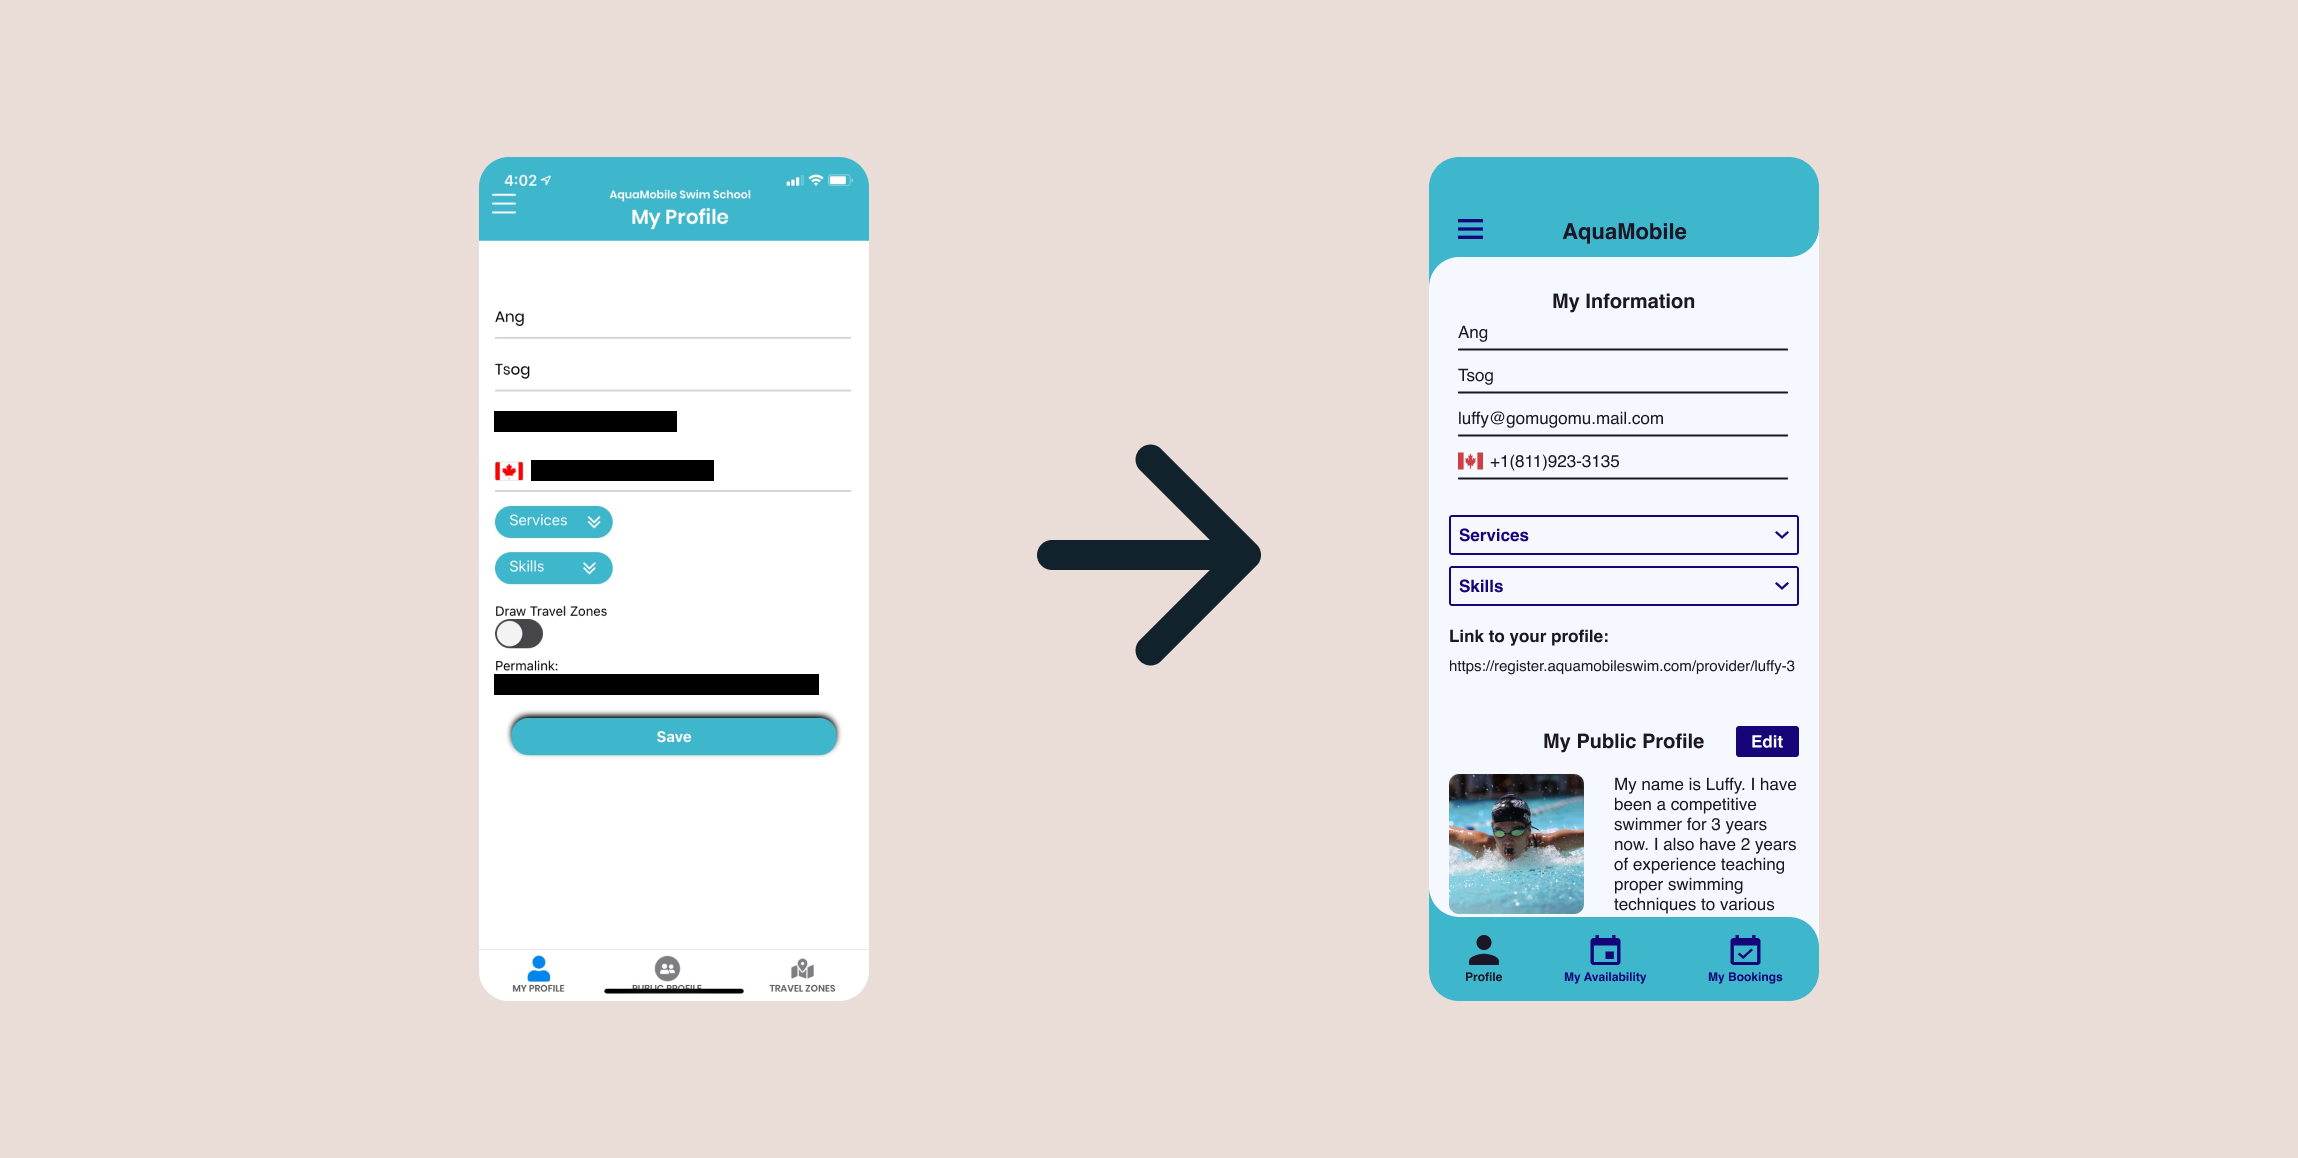 4:02
AquaMobile Swim School
My Profile
Ang
Tsog
Services
Skills
Draw Travel Zones
Permalink:
Save
MY PROFILE
PUBLIC PROFILE
TRAVEL ZONES
AquaMobile
My Information
Ang
Tsog
luffy@gomugomu.mail.com
+1(811)923-3135
Services
Skills
Link to your profile:
https://register.aquamobileswim.com/provider/luffy-3
My Public Profile
Edit
My name is Luffy. I have
been a competitive
swimmer for 3 years
now. I also have 2 years
of experience teaching
proper swimming
techniques to various
Profile
My Availability
My Bookings